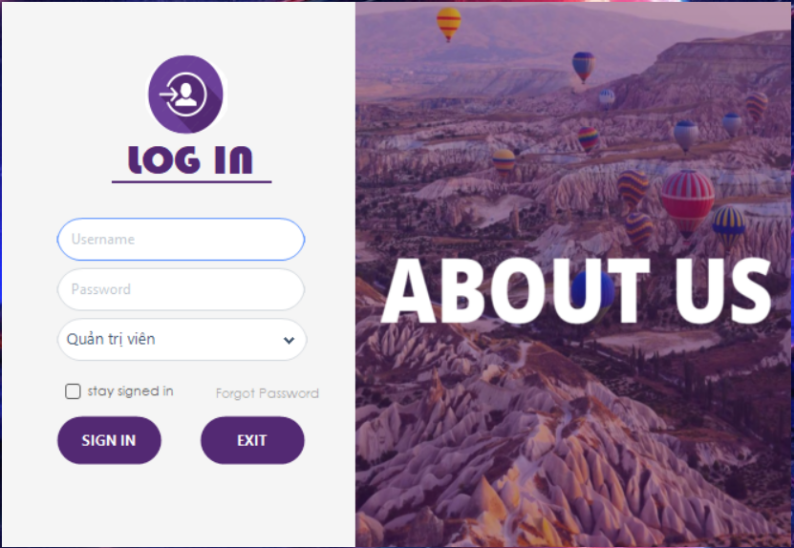 LOG IN
Username
Password
Quản trị viên
stay signed in
Forgot Password
SIGN IN
EXIT
ABOUT US